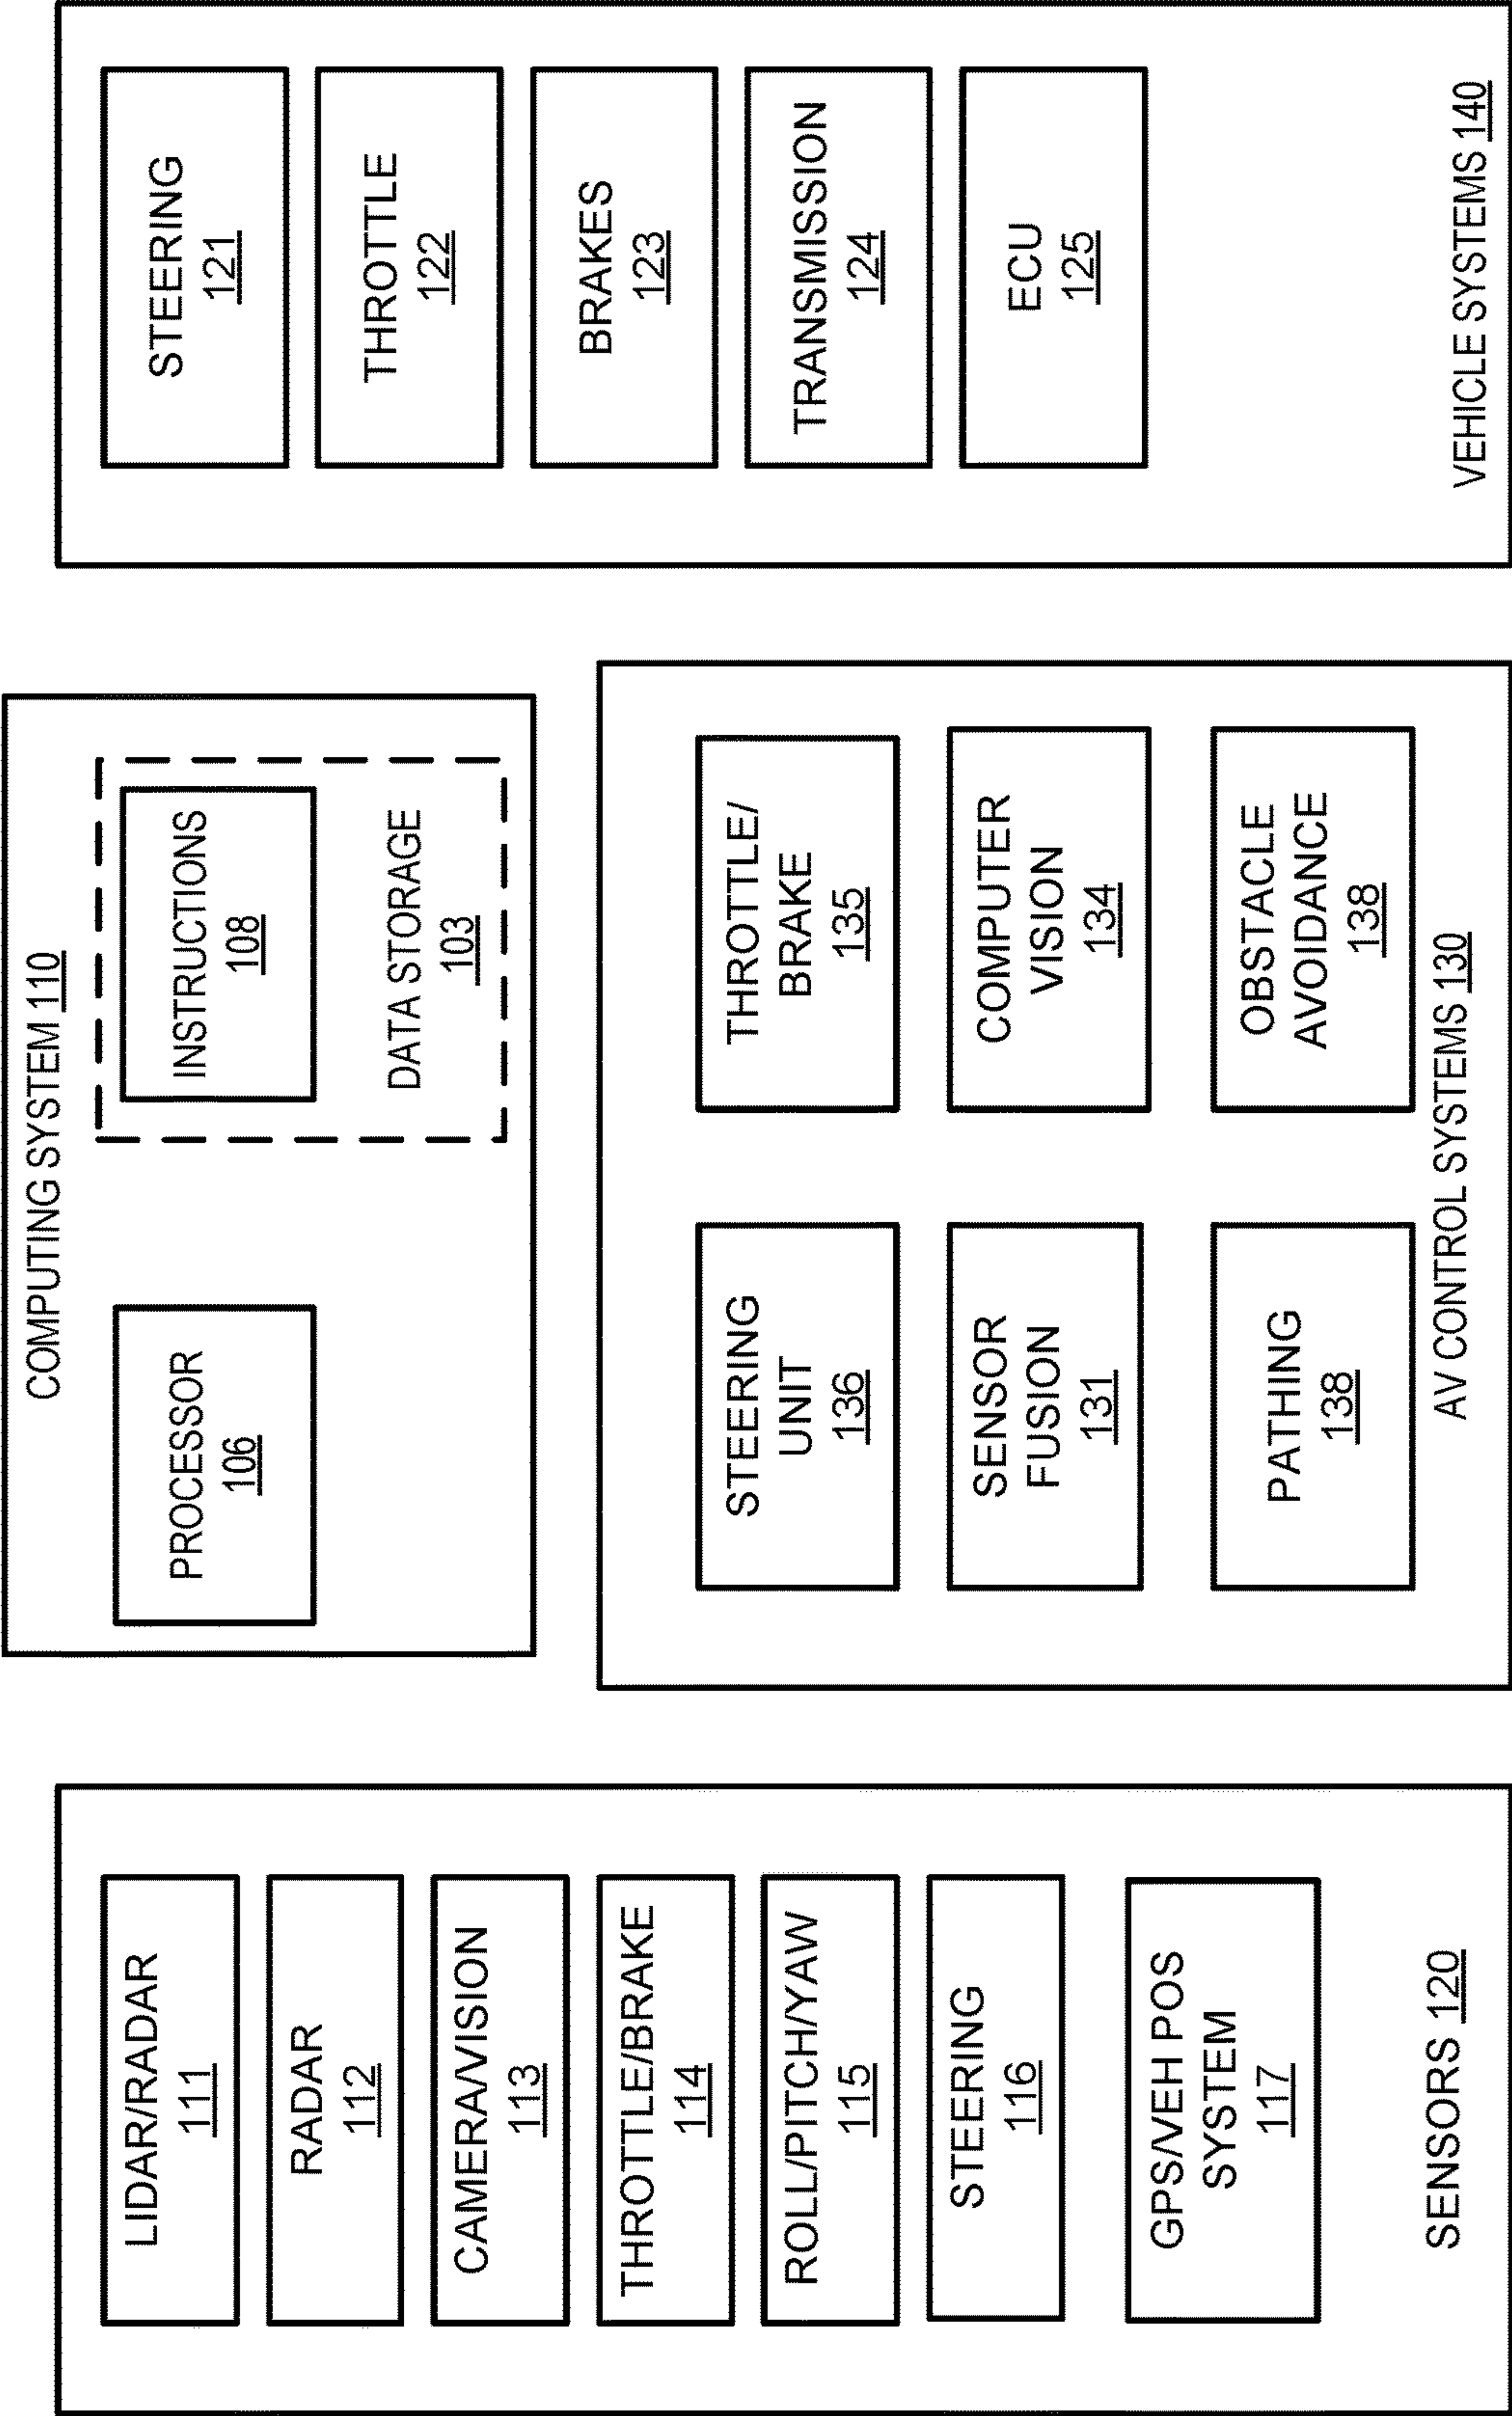 LIDAR/RADAR
111
RADAR
112
CAMERA/VISION
113
THROTTLE/BRAKE
114
ROLL/PITCH/YAW
115
STEERING
116
GPS/VEH POS
SYSTEM
117
SENSORS 120
COMPUTING SYSTEM 110
PROCESSOR
106
INSTRUCTIONS
108
DATA STORAGE
103
STEERING
UNIT
136
THROTTLE/
BRAKE
135
SENSOR
FUSION
131
COMPUTER
VISION
134
PATHING
138
OBSTACLE
AVOIDANCE
138
AV CONTROL SYSTEMS 130
STEERING
121
THROTTLE
122
BRAKES
123
TRANSMISSION
124
ECU
125
VEHICLE SYSTEMS 140